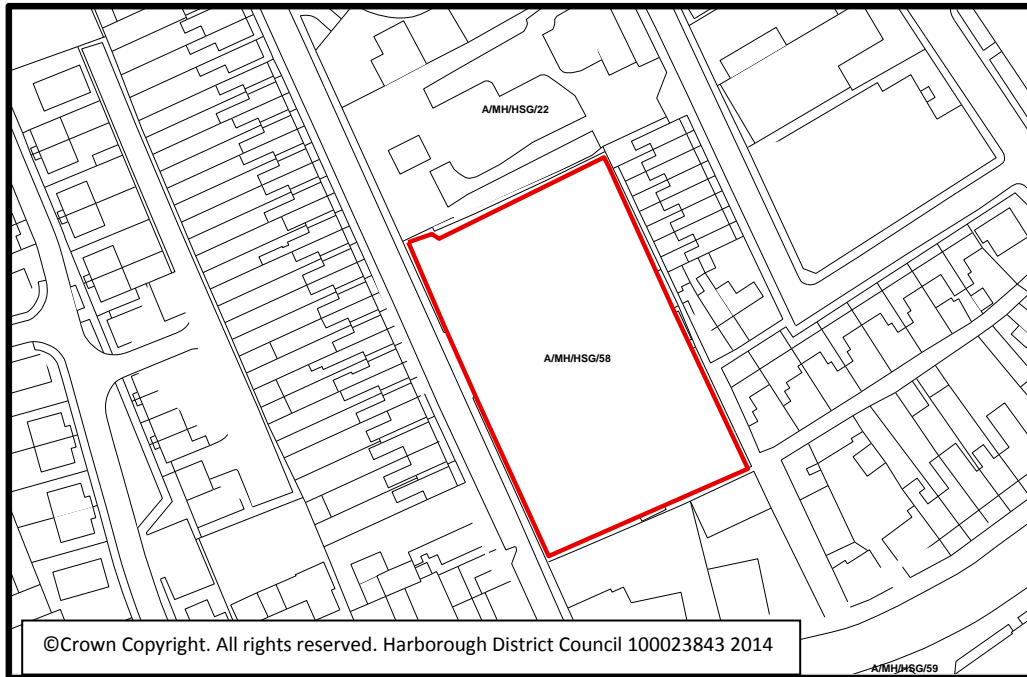 A/MH/HSG/22
A/MH/HSG/58
©Crown Copyright. All rights reserved. Harborough District Council 100023843 2014
A/MH/HSG/59